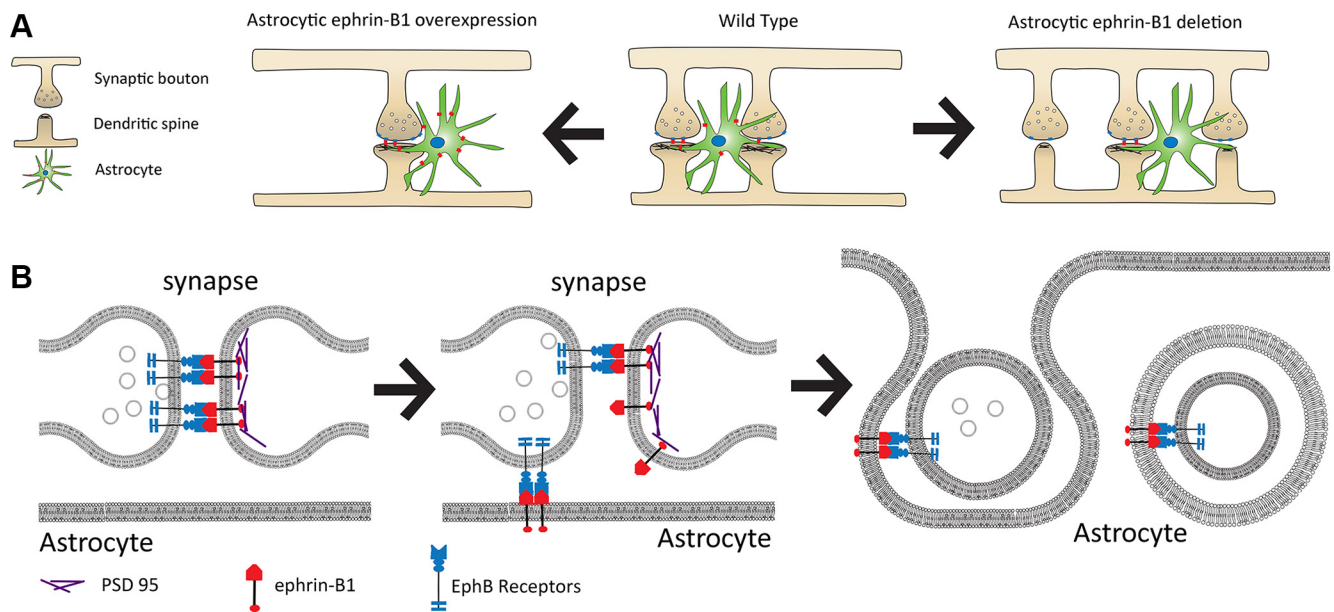 A
Astrocytic ephrin-B1 overexpression
Wild Type
Astrocytic ephrin-B1 deletion
Synaptic bouton
Dendritic spine
Astrocyte
B
synapse
synapse
Astrocyte
Astrocyte
Astrocyte
PSD 95
ephrin-B1
EphB Receptors